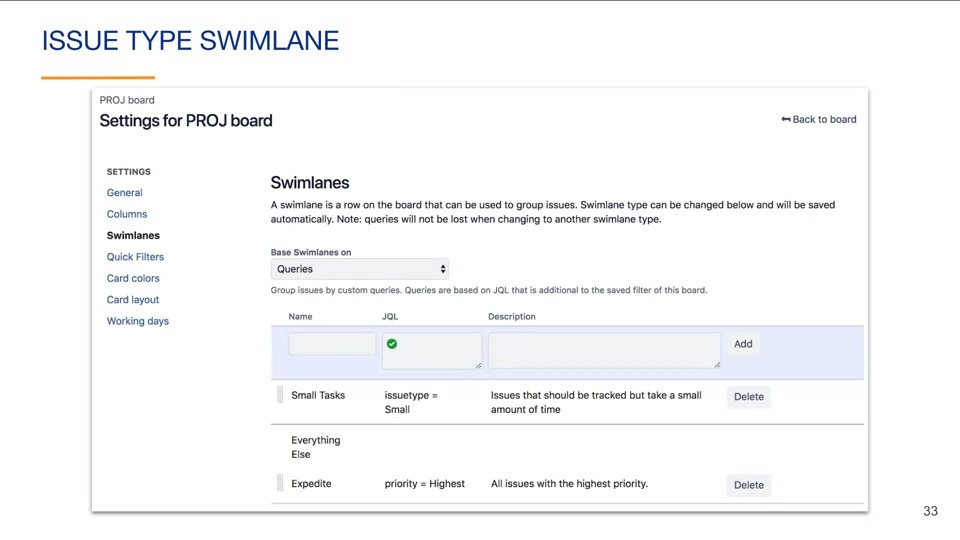 ISSUE TYPE SWIMLANE
PROJ board
Settings for PROJ board
Back to board
SETTINGS
General
Columns
Swimlanes
Quick Filters
Card colors
Card layout
Working days
Swimlanes
A swimlane is a row on the board that can be used to group issues. Swimlane type can be changed below and will be saved
automatically. Note: queries will not be lost when changing to another swimlane type.
Base Swimlanes on
Queries
Group issues by custom queries. Queries are based on JQL that is additional to the saved filter of this board.
Name JQL Description
Add
Small Tasks issuetype = Issues that should be tracked but take a small Delete
Small amount of time
Everything
Else
Expedite priority = Highest All issues with the highest priority. Delete
33